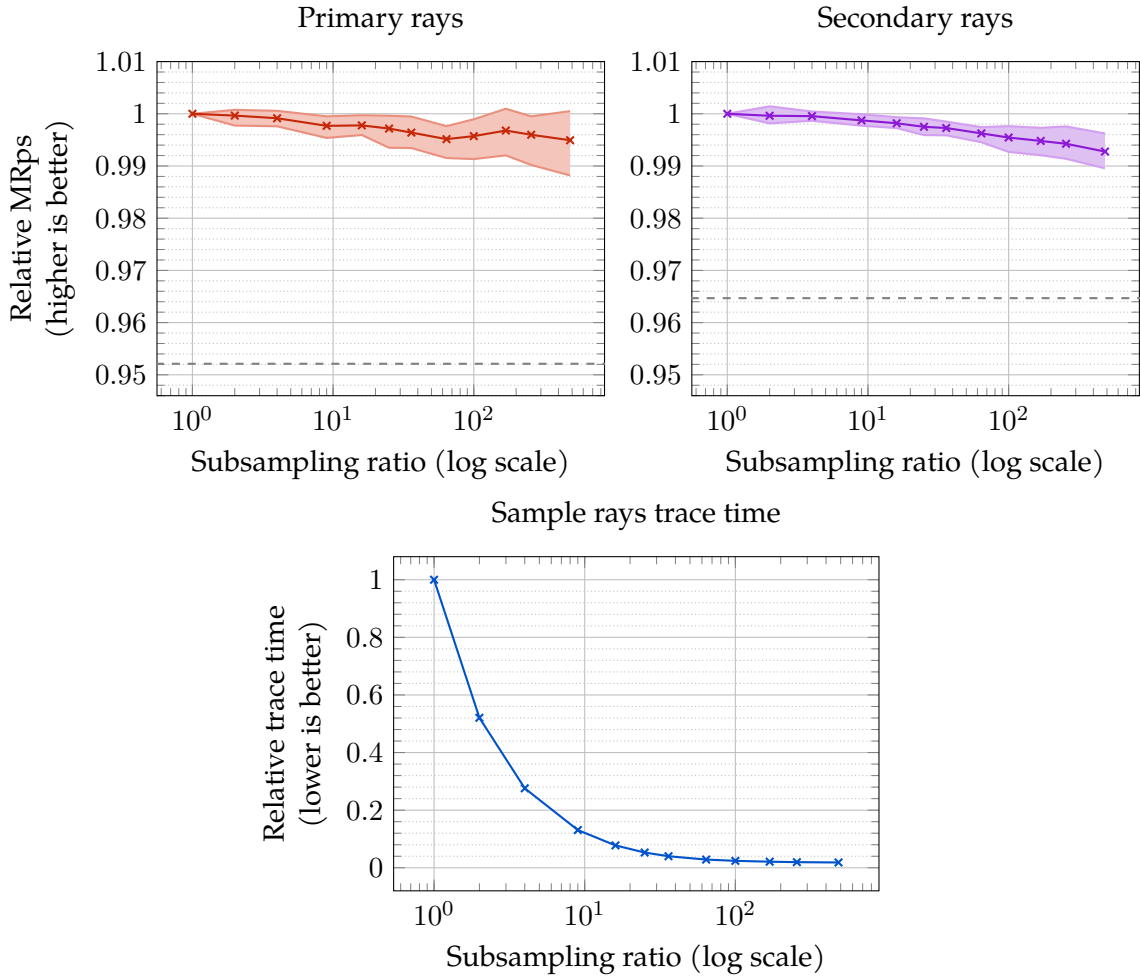 Primary rays
Secondary rays
Relative MRps
(higher is better)
1.01
1
0.99
0.98
0.97
0.96
0.95
10^0
10^1
10^2
Subsampling ratio (log scale)
1.01
1
0.99
0.98
0.97
0.96
0.95
10^0
10^1
10^2
Subsampling ratio (log scale)
Sample rays trace time
Relative trace time
(lower is better)
1
0.8
0.6
0.4
0.2
0
10^0
10^1
10^2
Subsampling ratio (log scale)